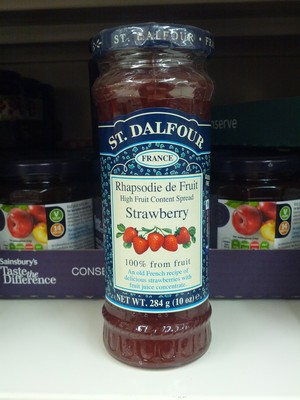 ST. DALFOUR
ST. DALFOUR
FRANCE
Rhapsodie de Fruit
High Fruit Content Spread
Strawberry
100% from fruit
An old French recipe of
delicious strawberries with
fruit juice concentrate.
NET WT. 284 g (10 oz) e
Sainsbury's
Taste the
Difference
CONSE
nserve